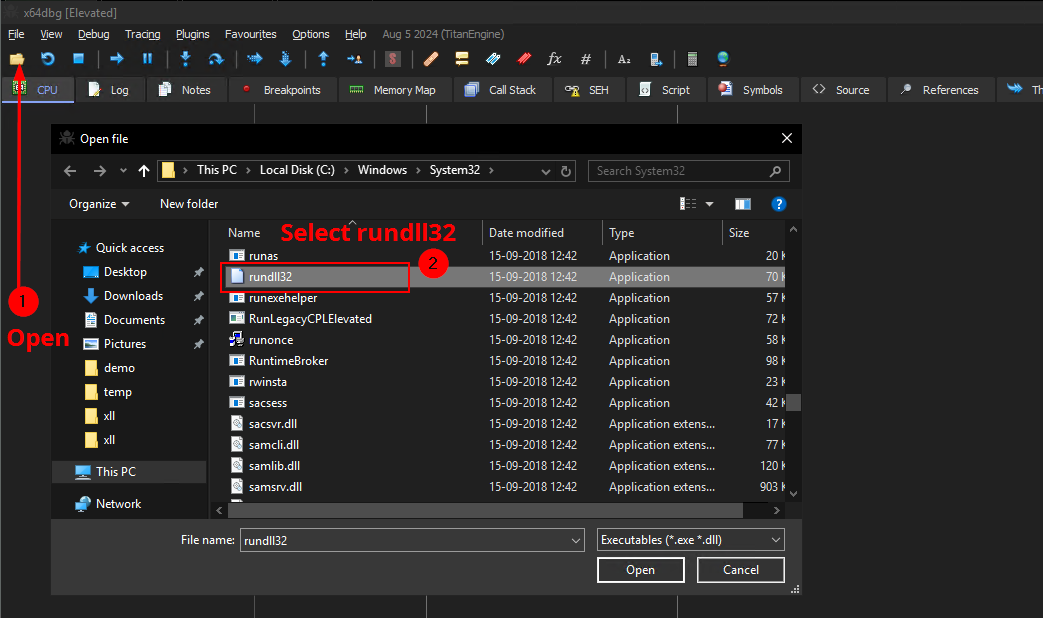 x64dbg [Elevated]
File View Debug Tracing Plugins Favourites Options Help Aug 5 2024 (TitanEngine)
fx # Az
CPU Log Notes Breakpoints Memory Map Call Stack SEH Script Symbols Source References Th
Open file
This PC Local Disk (C:) Windows System32 Search System32
Organize New folder ?
Name Date modified Type Size
Select rundll32
2
Quick access
Desktop
Downloads
Documents
Pictures
demo
temp
xll
xll
This PC
Network
1
Open
runas 15-09-2018 12:42 Application 20 K
rundll32 15-09-2018 12:42 Application 70 K
runexehelper 15-09-2018 12:42 Application 57 K
RunLegacyCPLElevated 15-09-2018 12:42 Application 72 K
runonce 15-09-2018 12:42 Application 58 K
RuntimeBroker 15-09-2018 12:42 Application 98 K
rwinsta 15-09-2018 12:42 Application 23 K
sacsess 15-09-2018 12:42 Application 42 K
sacsvr.dll 15-09-2018 12:42 Application extens... 17 K
samcli.dll 15-09-2018 12:42 Application extens... 77 K
samlib.dll 15-09-2018 12:42 Application extens... 120 K
samsrv.dll 15-09-2018 12:42 Application extens... 903 K
File name: rundll32 Executables (*.exe *.dll)
Open Cancel